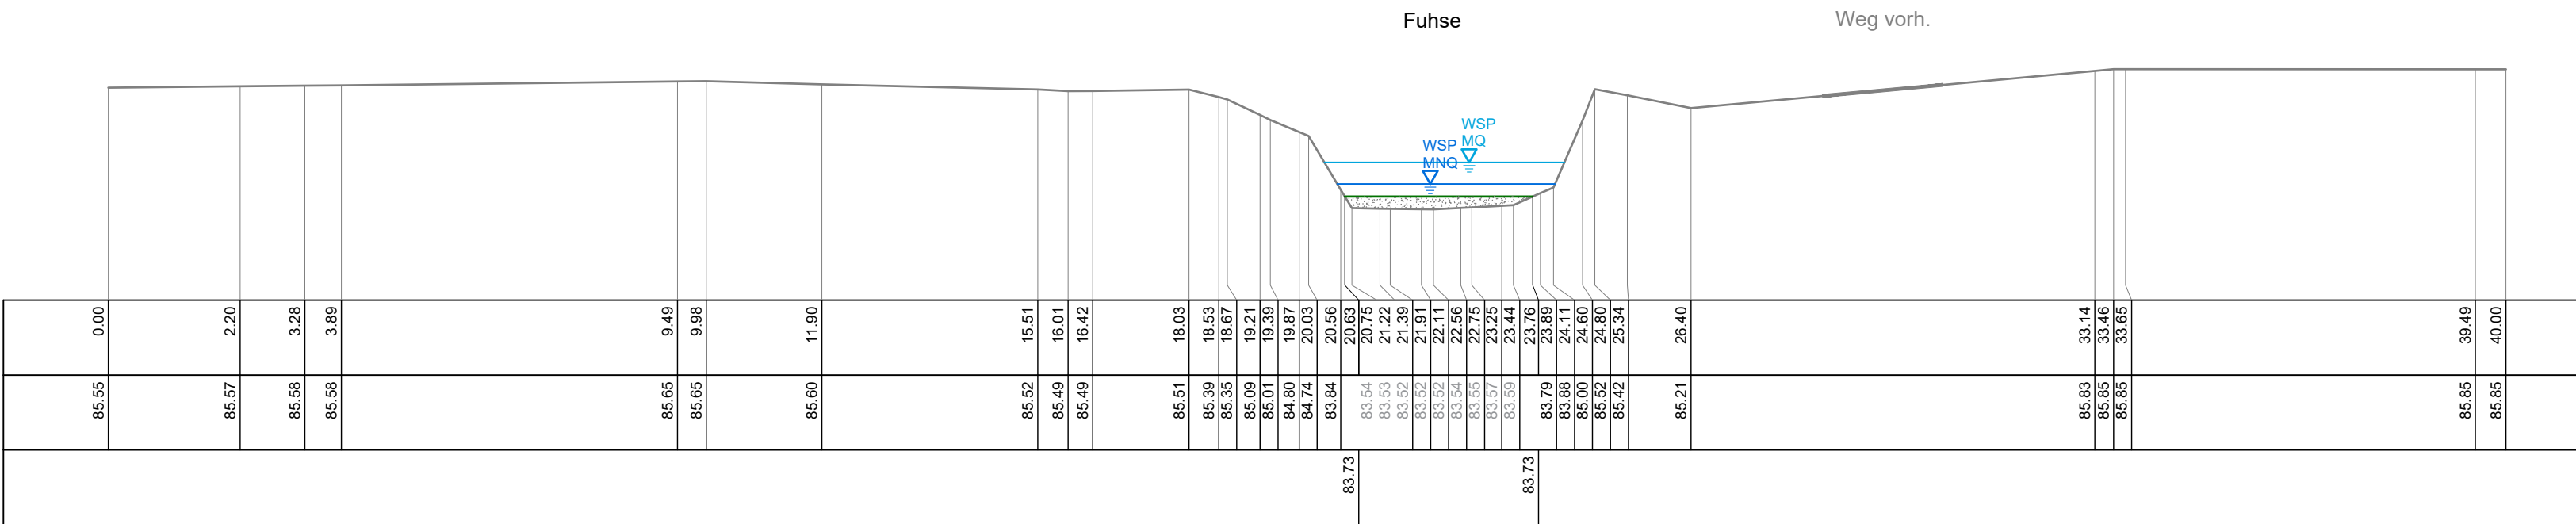 Fuhse
Weg vorh.
WSP
MQ
WSP
MNQ
0.00 2.20 3.28 3.89 9.49 9.98 11.90 15.51 16.01 16.42 18.03 18.53 18.67 19.21 19.39 19.87 20.03 20.56 20.63 20.75 21.22 21.39 21.91 22.11 22.56 22.75 23.25 23.44 23.76 23.89 24.11 24.60 24.80 25.34 26.40 33.14 33.46 33.65 39.49 40.00
85.55 85.57 85.58 85.58 85.65 85.65 85.60 85.52 85.49 85.49 85.51 85.39 85.35 85.09 85.01 84.80 84.74 83.84 83.54 83.53 83.52 83.52 83.52 83.54 83.55 83.57 83.59 83.79 83.88 85.00 85.52 85.42 85.21 85.83 85.85 85.85 85.85 85.85
83.73 83.73